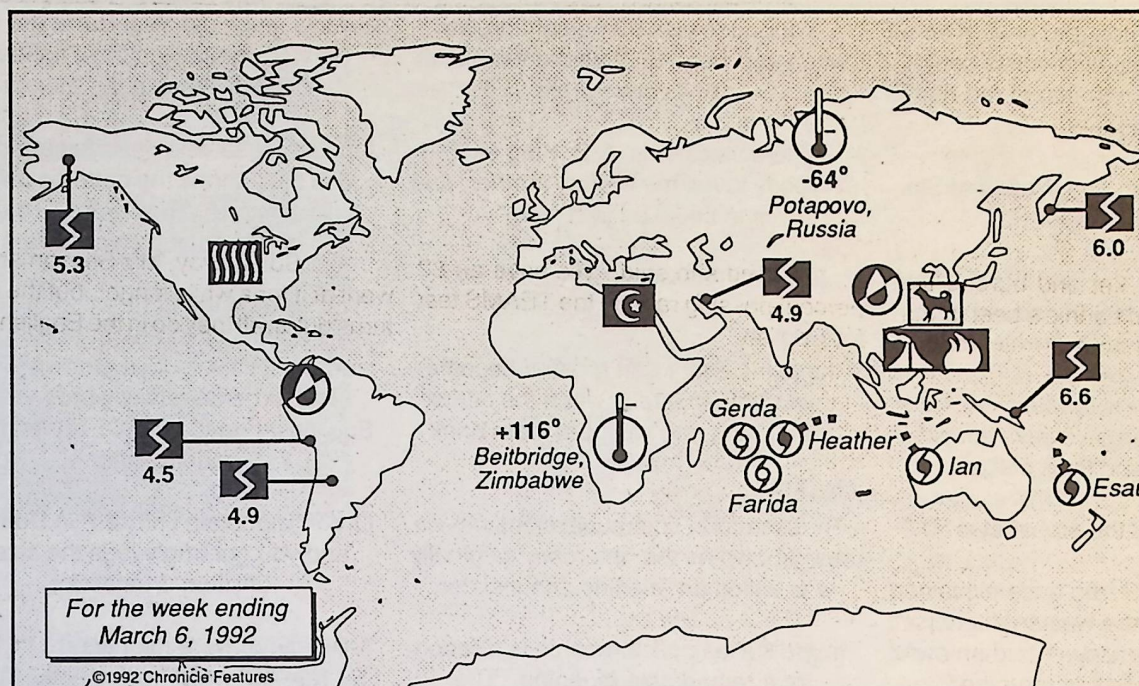 -64°
Potapovo,
Russia
5.3
6.0
4.9
6.6
Gerda
Heather
Ian
Farida
Esau
+116°
Beitbridge,
Zimbabwe
4.5
4.9
For the week ending
March 6, 1992
©1992 Chronicle Features